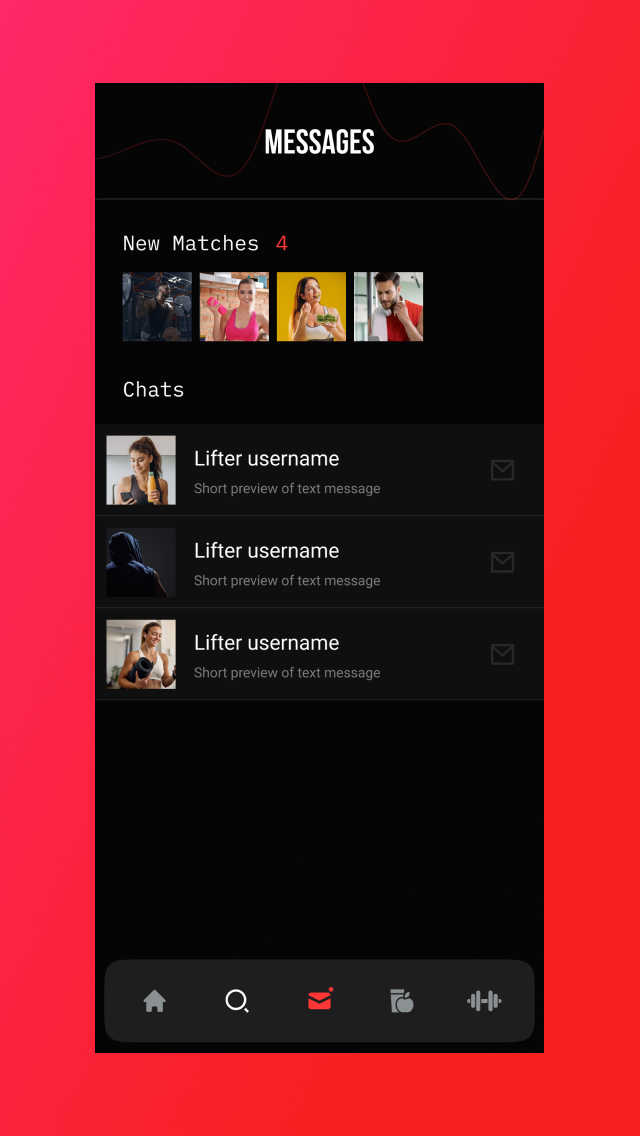 MESSAGES
New Matches 4
Chats
Lifter username
Short preview of text message
Lifter username
Short preview of text message
Lifter username
Short preview of text message